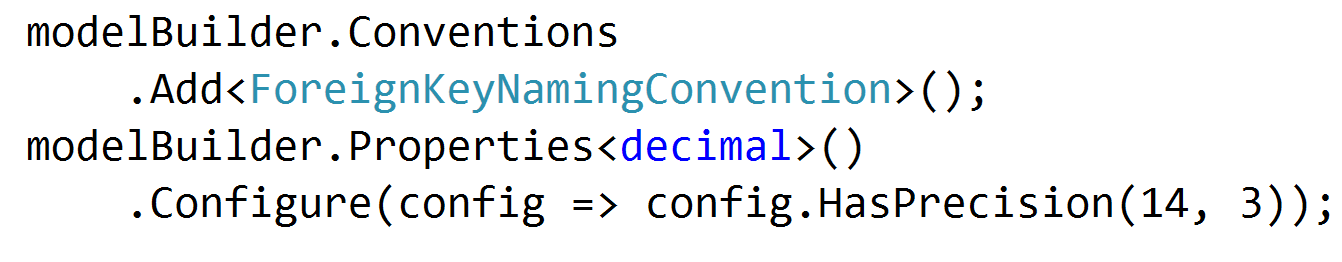 modelBuilder.Conventions
    .Add<ForeignKeyNamingConvention>();
modelBuilder.Properties<decimal>()
    .Configure(config => config.HasPrecision(14, 3));